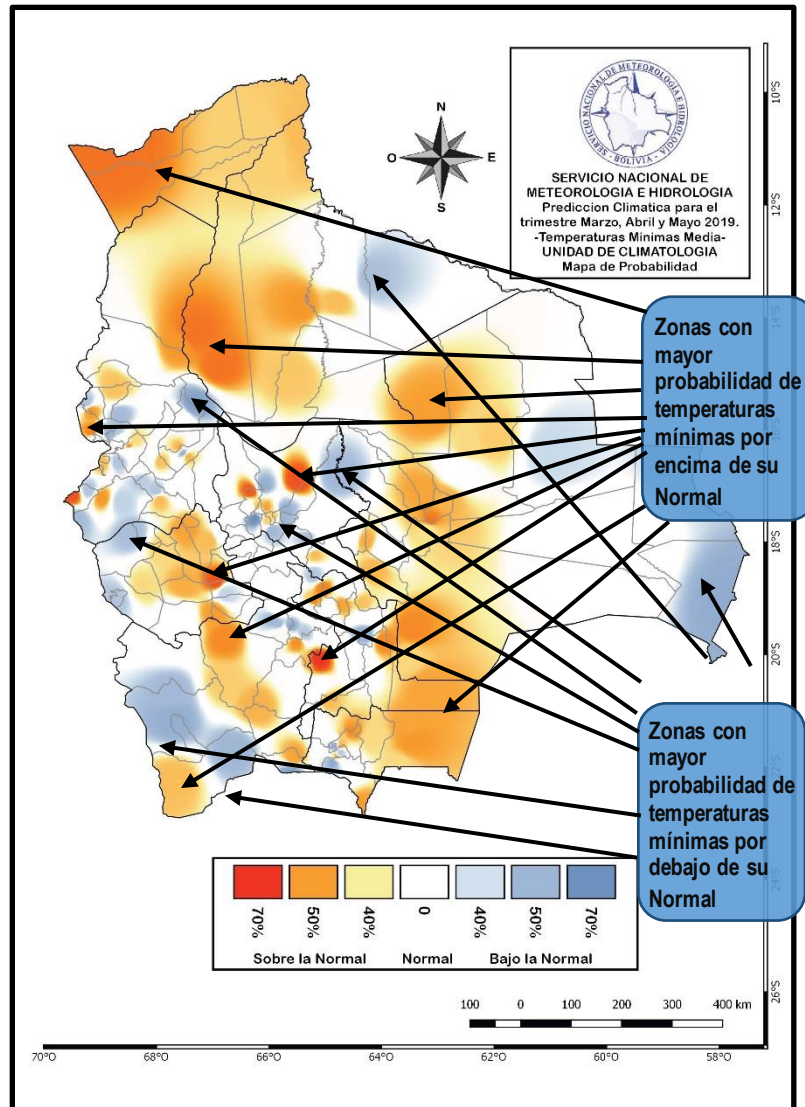 SERVICIO NACIONAL DE METEOROLOGIA E HIDROLOGIA
- BOLIVIA -
SERVICIO NACIONAL DE
METEOROLOGIA E HIDROLOGIA
Prediccion Climatica para el
trimestre Marzo, Abril y Mayo 2019.
-Temperaturas Minimas Media-
UNIDAD DE CLIMATOLOGIA
Mapa de Probabilidad
N
O
E
S
10°S
12°S
14°S
16°S
18°S
20°S
22°S
24°S
26°S
Zonas con
mayor
probabilidad de
temperaturas
mínimas por
encima de su
Normal
Zonas con
mayor
probabilidad de
temperaturas
mínimas por
debajo de su
Normal
70%
50%
40%
0
40%
50%
70%
Sobre la Normal
Normal
Bajo la Normal
100 0 100 200 300 400 km
70°O 68°O 66°O 64°O 62°O 60°O 58°O